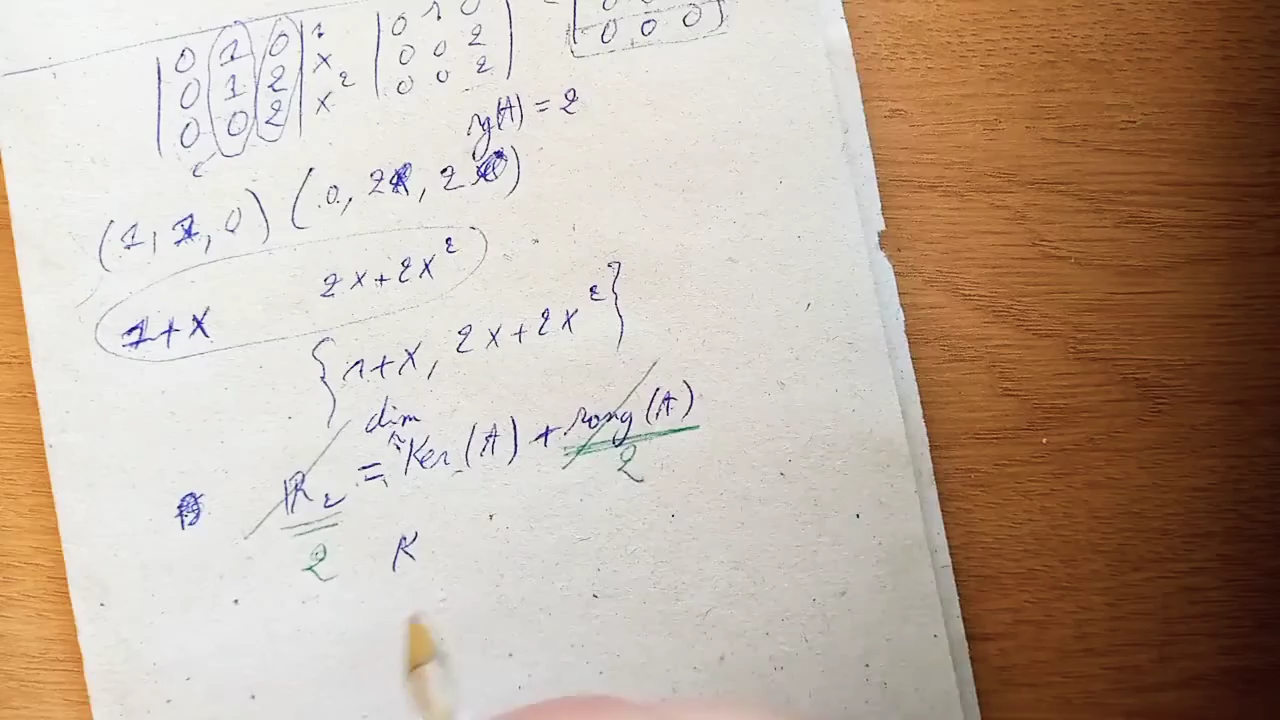 | 0 1 0 | 1 | 0 1 0 |
| 0 1 2 | x | 0 0 2 |
| 0 0 2 | x² | 0 0 2 | 0 0 0
rg(A) = 2
(1, 1, 0) (0, 2, 2)
1+x 2x+2x²
{1+x, 2x+2x²}
dim
R₂ = Ker(A) + rang(A)
2 K 2